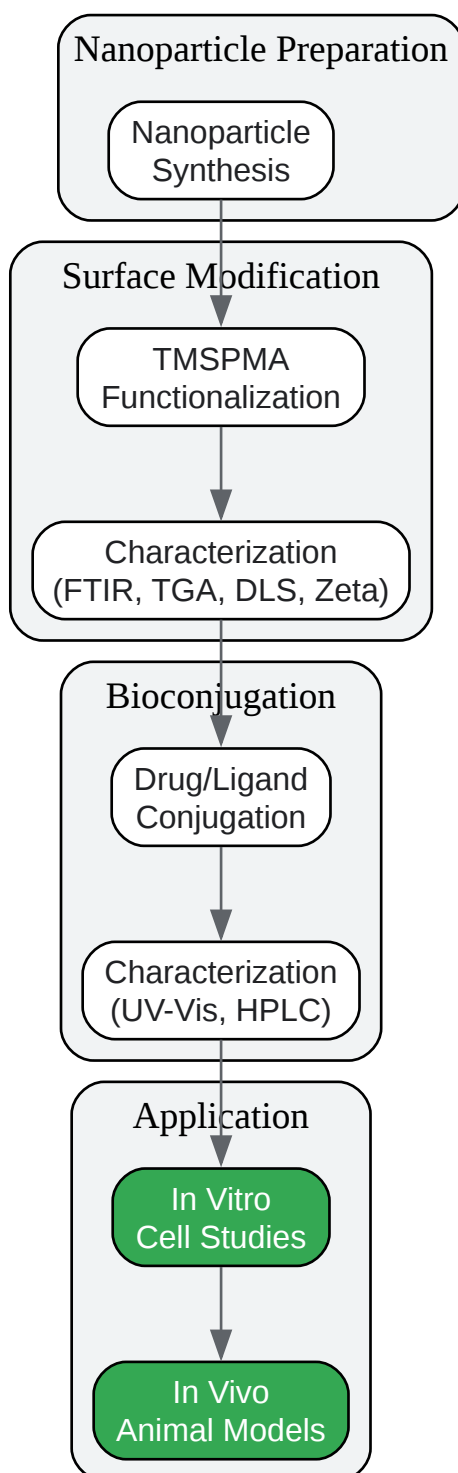 Nanoparticle Preparation
Nanoparticle
Synthesis
Surface Modification
TMSPMA
Functionalization
Characterization
(FTIR, TGA, DLS, Zeta)
Bioconjugation
Drug/Ligand
Conjugation
Characterization
(UV-Vis, HPLC)
Application
In Vitro
Cell Studies
In Vivo
Animal Models